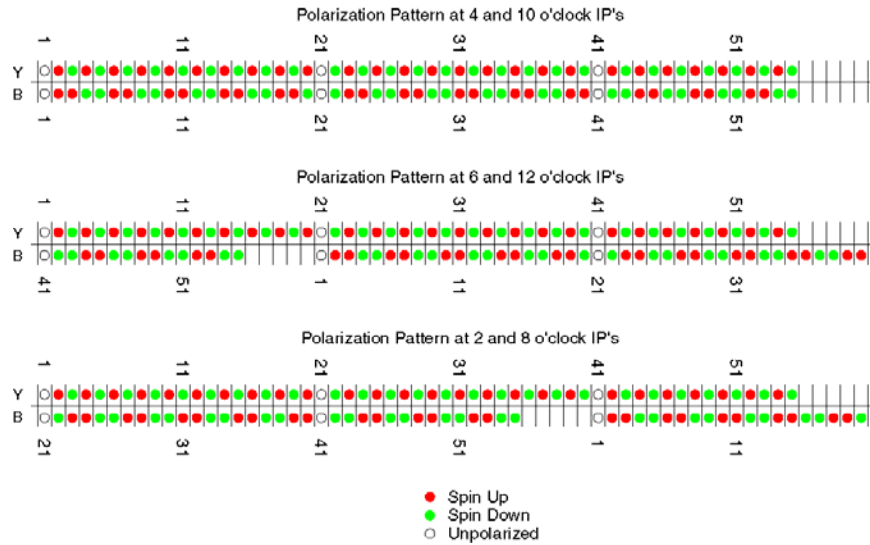 Polarization Pattern at 4 and 10 o'clock IP's
1 11 21 31 41 51
Y
B
1 11 21 31 41 51
Polarization Pattern at 6 and 12 o'clock IP's
1 11 21 31 41 51
Y
B
41 51 1 11 21 31
Polarization Pattern at 2 and 8 o'clock IP's
1 11 21 31 41 51
Y
B
21 31 41 51 1 11
Spin Up
Spin Down
Unpolarized